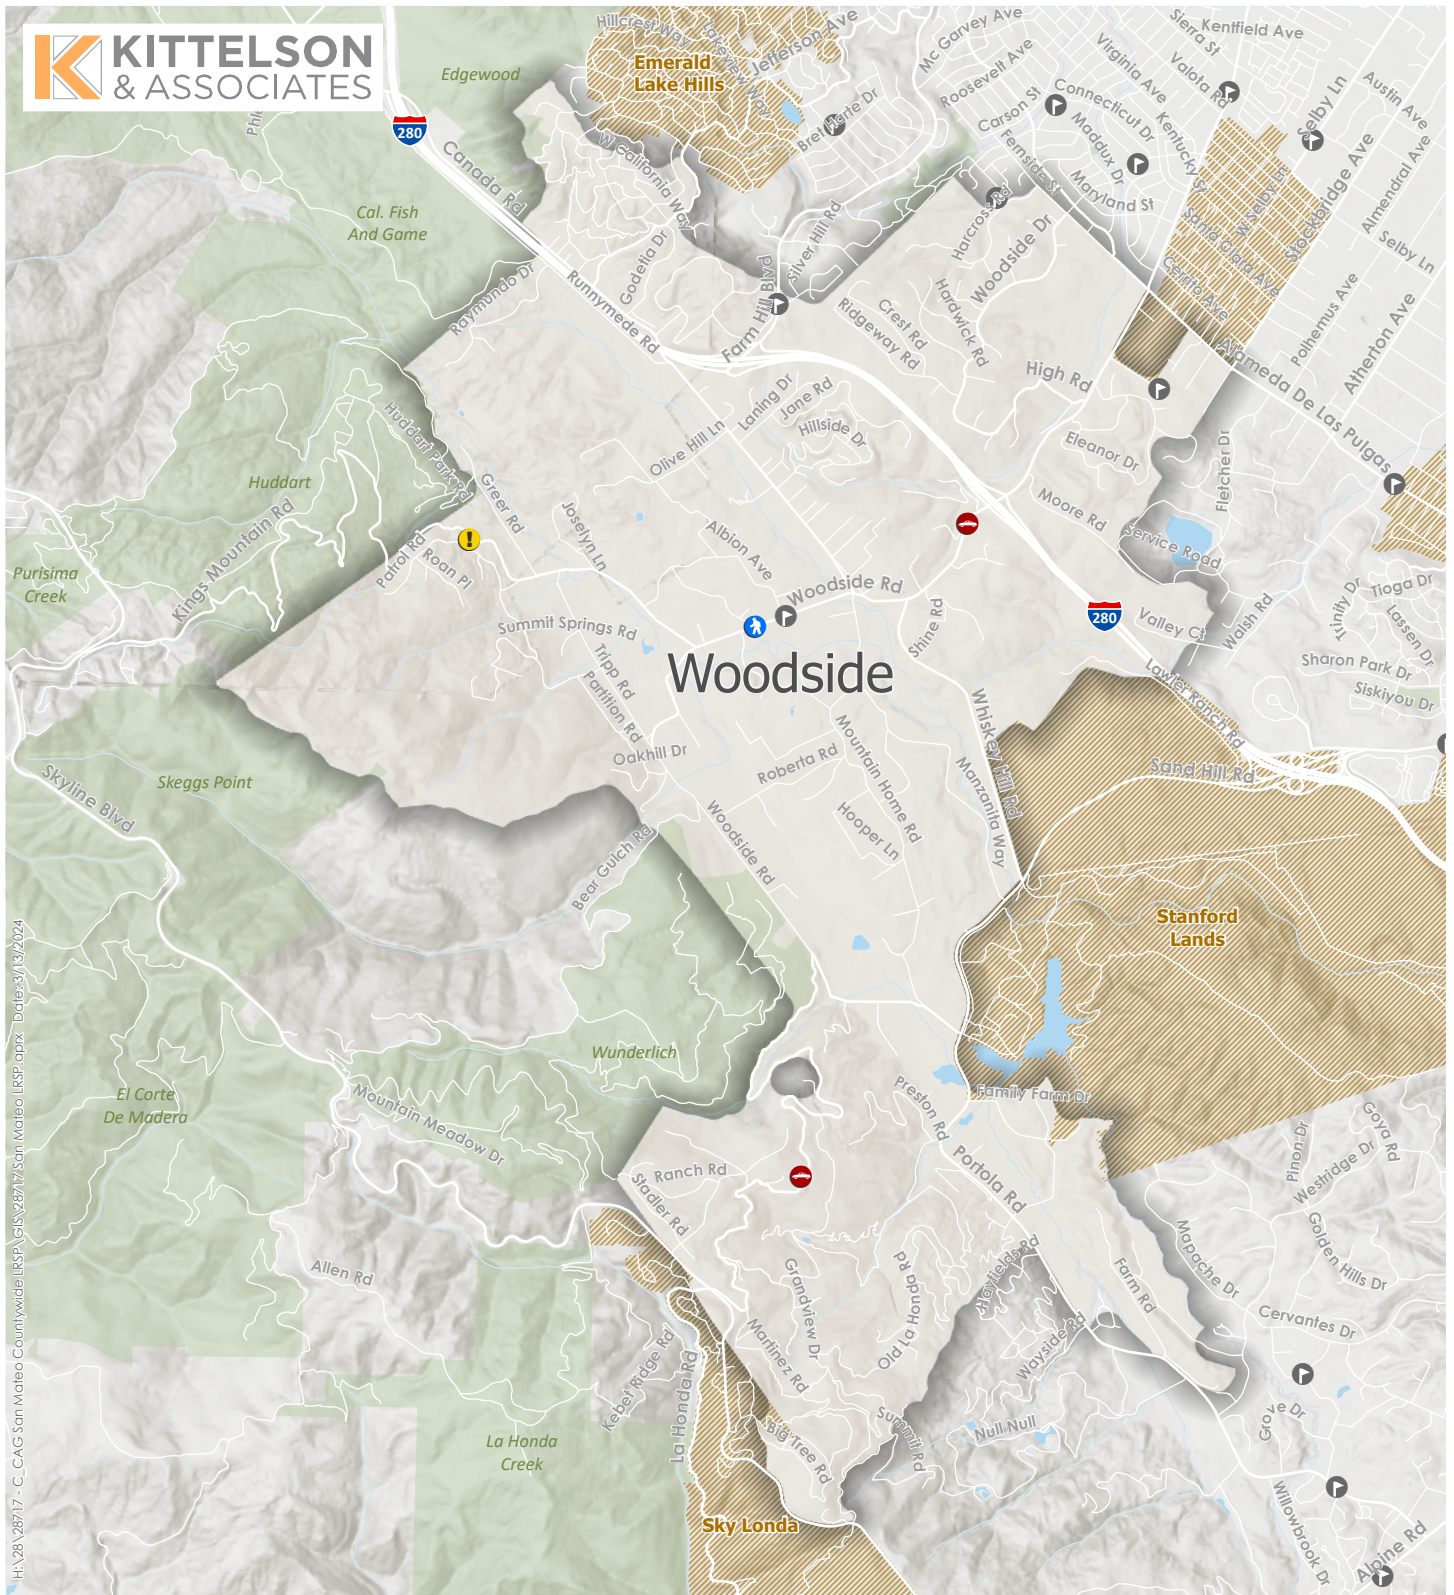 KITTELSON
& ASSOCIATES
Edgewood
Hillcrest Way
Lakeview Way
Jefferson Ave
Emerald
Lake Hills
Mc Garvey Ave
Roosevelt Ave
Sierra St
Kentfield Ave
Virginia Ave
Valota Rd
Selby Ln
Austin Ave
280
Canada Rd
W California Way
Bret Harte Dr
Carson St
Connecticut Dr
Maddux Dr
Kentucky St
Fernside St
Maryland St
Stockbridge Ave
Almendral Ave
Cal. Fish
And Game
Raymundo Dr
Runnymede Rd
Godetia Dr
Farm Hill Blvd
Silver Hill Rd
Harcross Rd
Woodside Dr
Hardwick Rd
Crest Rd
Ridgeway Rd
Santa Clara Ave
W Selby Ln
Cerrito Ave
Selby Ln
Polhemus Ave
Atherton Ave
Alameda De Las Pulgas
High Rd
Laning Dr
Jane Rd
Hillside Dr
Olive Hill Ln
Eleanor Dr
Fletcher Dr
Huddart Park Rd
Huddart
Kings Mountain Rd
Greer Rd
Joselyn Ln
Albion Ave
Moore Rd
Service Road
Patrol Rd
Roan Pl
Purisima
Creek
Woodside Rd
Shine Rd
280
Valley Ct
Walsh Rd
Trinity Dr
Tioga Dr
Lassen Dr
Sharon Park Dr
Siskiyou Dr
Summit Springs Rd
Tripp Rd
Partition Rd
Woodside
Lawler Ranch Rd
Whiskey Hill Rd
Manzanita Way
Oakhill Dr
Roberta Rd
Mountain Home Rd
Hooper Ln
Sand Hill Rd
Skeggs Point
Skyline Blvd
Woodside Rd
Bear Gulch Rd
Stanford
Lands
Wunderlich
El Corte
De Madera
Mountain Meadow Dr
Preston Rd
Family Farm Dr
Portola Rd
Pinon Dr
Goya Rd
Westridge Dr
Ranch Rd
Stadler Rd
Mapache Dr
Golden Hills Dr
Allen Rd
Grandview Dr
Old La Honda Rd
Hayfields Rd
Farm Rd
Cervantes Dr
Martinez Rd
Wayside Rd
Kebet Ridge Rd
La Honda Rd
Grove Dr
La Honda
Creek
Big Tree Rd
Summit Rd
Null Null
Sky Londa
Willowbrook Dr
Alpine Rd
H:\28\28717 - C_CAG San Mateo Countywide LRSP\GIS\28717 San Mateo LRSP.aprx Date: 3/13/2024